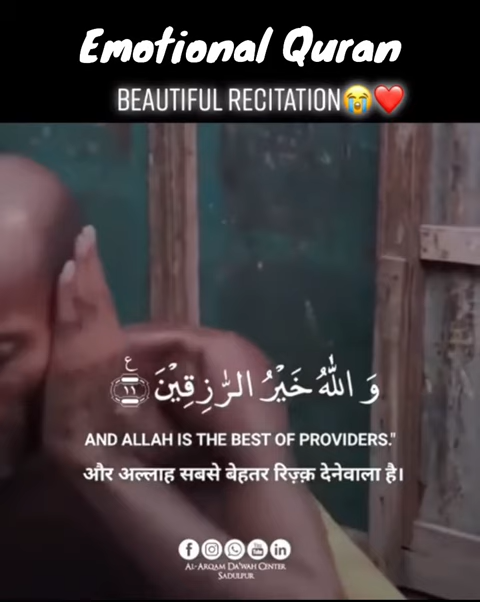 Emotional Quran
BEAUTIFUL RECITATION😭❤️
وَ اللّٰهُ خَيْرُ الرّٰزِقِيْنَ ۝١١ ع
AND ALLAH IS THE BEST OF PROVIDERS."
और अल्लाह सबसे बेहतर रिज़्क़ देनेवाला है।
AL-ARQAM DA'WAH CENTER
SADULPUR